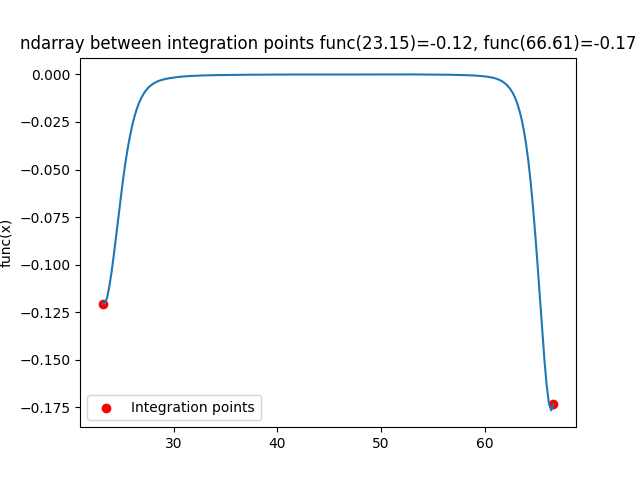 ndarray between integration points func(23.15)=-0.12, func(66.61)=-0.17
0.000
−0.025
−0.050
−0.075
−0.100
−0.125
−0.150
−0.175
func(x)
Integration points
30 40 50 60